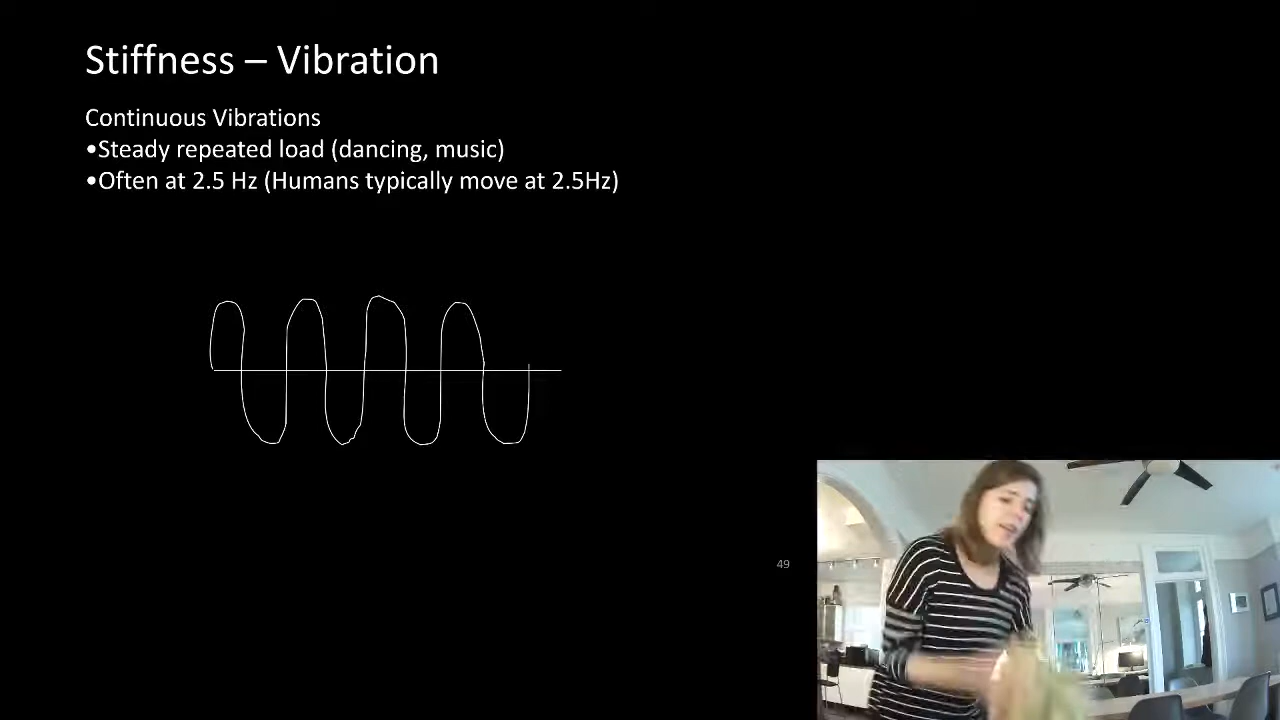 Stiffness – Vibration
Continuous Vibrations
•Steady repeated load (dancing, music)
•Often at 2.5 Hz (Humans typically move at 2.5Hz)
49